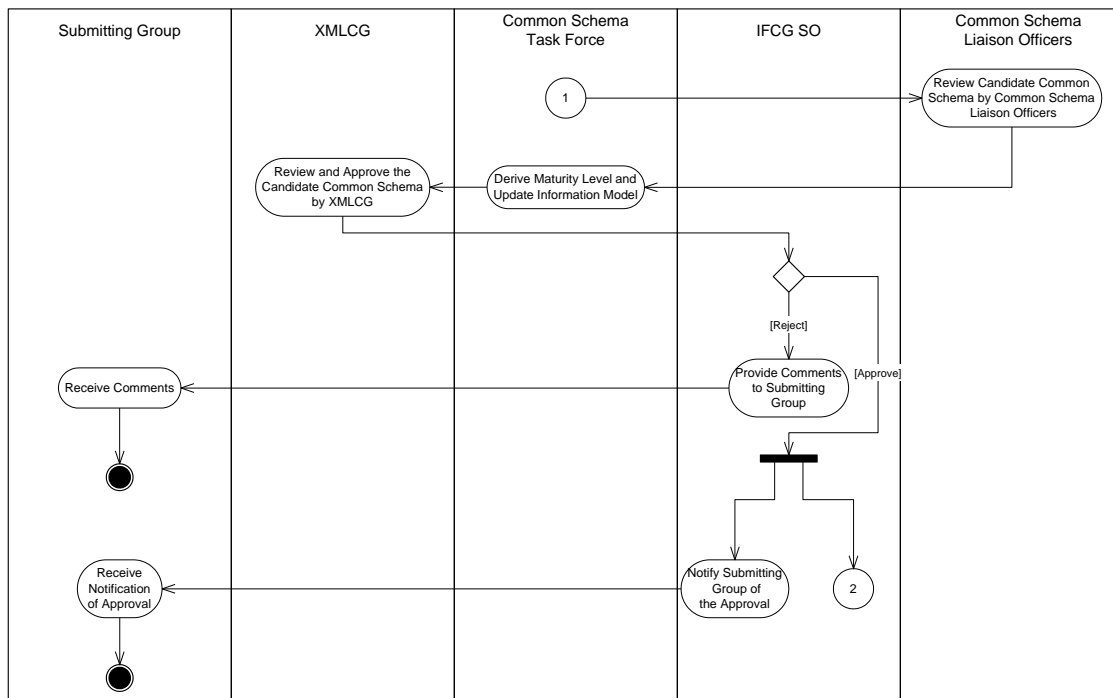 Submitting Group
XMLCG
Common Schema
Task Force
IFCG SO
Common Schema
Liaison Officers
1
Review Candidate Common
Schema by Common Schema
Liaison Officers
Review and Approve the
Candidate Common Schema
by XMLCG
Derive Maturity Level and
Update Information Model
[Reject]
[Approve]
Receive Comments
Provide Comments
to Submitting
Group
Receive
Notification
of Approval
Notify Submitting
Group of
the Approval
2